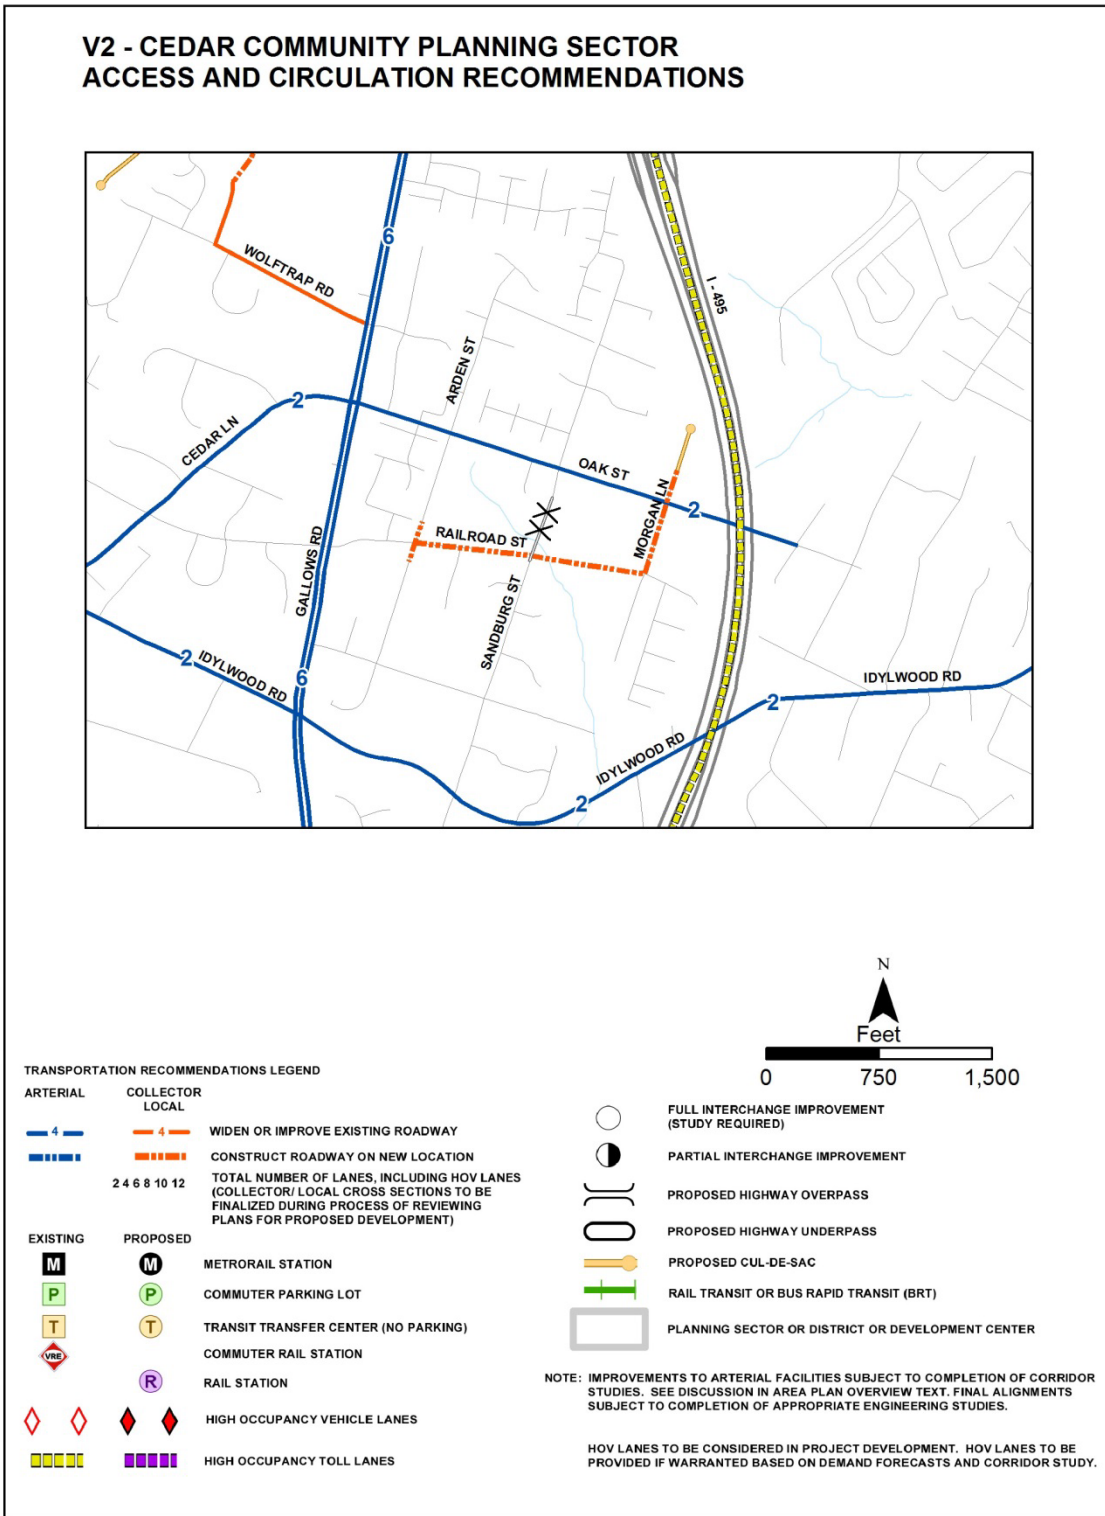 V2 - CEDAR COMMUNITY PLANNING SECTOR
ACCESS AND CIRCULATION RECOMMENDATIONS
6
WOLFTRAP RD
I - 495
ARDEN ST
2
CEDAR LN
OAK ST
2
MORGAN LN
RAILROAD ST
GALLOWS RD
SANDBURG ST
2
IDYLWOOD RD
6
IDYLWOOD RD
2
IDYLWOOD RD
2
N
Feet
0 750 1,500
TRANSPORTATION RECOMMENDATIONS LEGEND
ARTERIAL COLLECTOR
LOCAL
4 4 WIDEN OR IMPROVE EXISTING ROADWAY
CONSTRUCT ROADWAY ON NEW LOCATION
2 4 6 8 10 12 TOTAL NUMBER OF LANES, INCLUDING HOV LANES
(COLLECTOR/ LOCAL CROSS SECTIONS TO BE
FINALIZED DURING PROCESS OF REVIEWING
PLANS FOR PROPOSED DEVELOPMENT)
EXISTING PROPOSED
M M METRORAIL STATION
P P COMMUTER PARKING LOT
T T TRANSIT TRANSFER CENTER (NO PARKING)
VRE COMMUTER RAIL STATION
R RAIL STATION
HIGH OCCUPANCY VEHICLE LANES
HIGH OCCUPANCY TOLL LANES
FULL INTERCHANGE IMPROVEMENT
(STUDY REQUIRED)
PARTIAL INTERCHANGE IMPROVEMENT
PROPOSED HIGHWAY OVERPASS
PROPOSED HIGHWAY UNDERPASS
PROPOSED CUL-DE-SAC
RAIL TRANSIT OR BUS RAPID TRANSIT (BRT)
PLANNING SECTOR OR DISTRICT OR DEVELOPMENT CENTER
NOTE: IMPROVEMENTS TO ARTERIAL FACILITIES SUBJECT TO COMPLETION OF CORRIDOR
STUDIES. SEE DISCUSSION IN AREA PLAN OVERVIEW TEXT. FINAL ALIGNMENTS
SUBJECT TO COMPLETION OF APPROPRIATE ENGINEERING STUDIES.
HOV LANES TO BE CONSIDERED IN PROJECT DEVELOPMENT. HOV LANES TO BE
PROVIDED IF WARRANTED BASED ON DEMAND FORECASTS AND CORRIDOR STUDY.